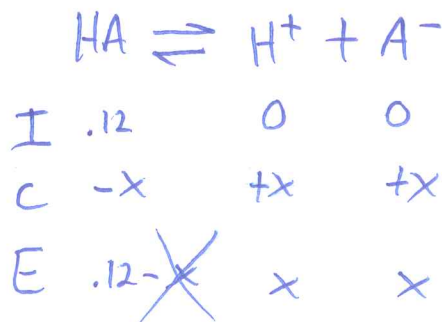 HA ⇌ H⁺ + A⁻
I .12 0 0
C -x +x +x
E .12-x x x